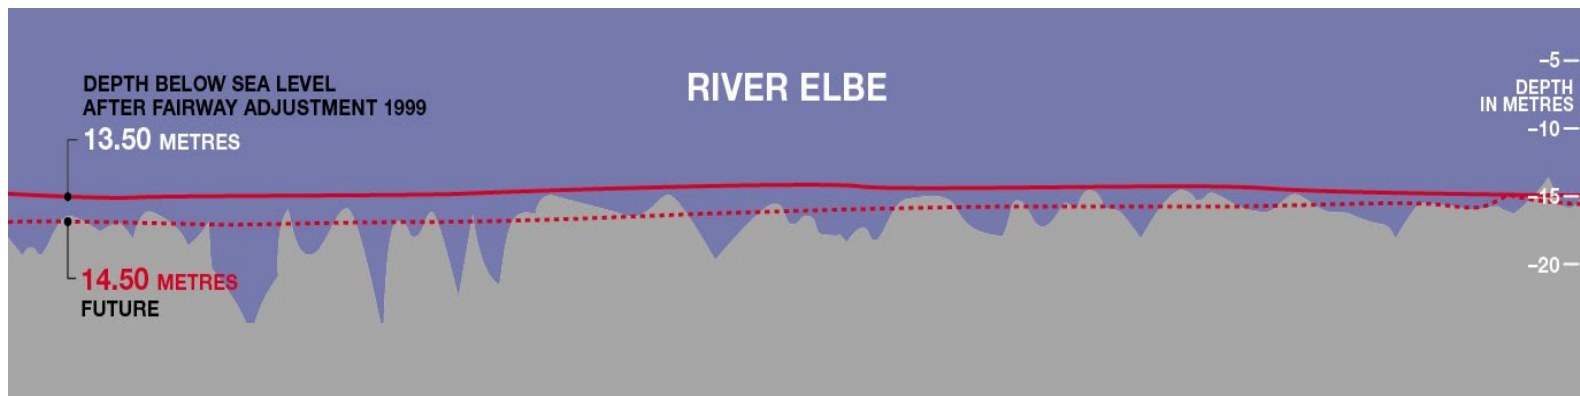 DEPTH BELOW SEA LEVEL
AFTER FAIRWAY ADJUSTMENT 1999
13.50 METRES
14.50 METRES
FUTURE
RIVER ELBE
–5
DEPTH
IN METRES
–10
–15
–20